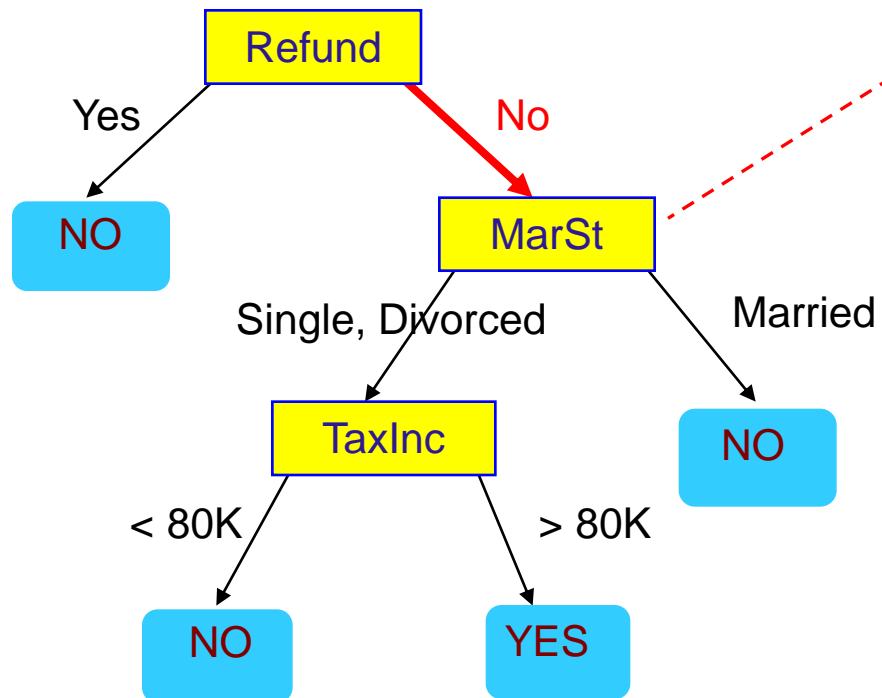 Refund
Yes
No
NO
MarSt
Single, Divorced
Married
TaxInc
NO
< 80K
> 80K
NO
YES